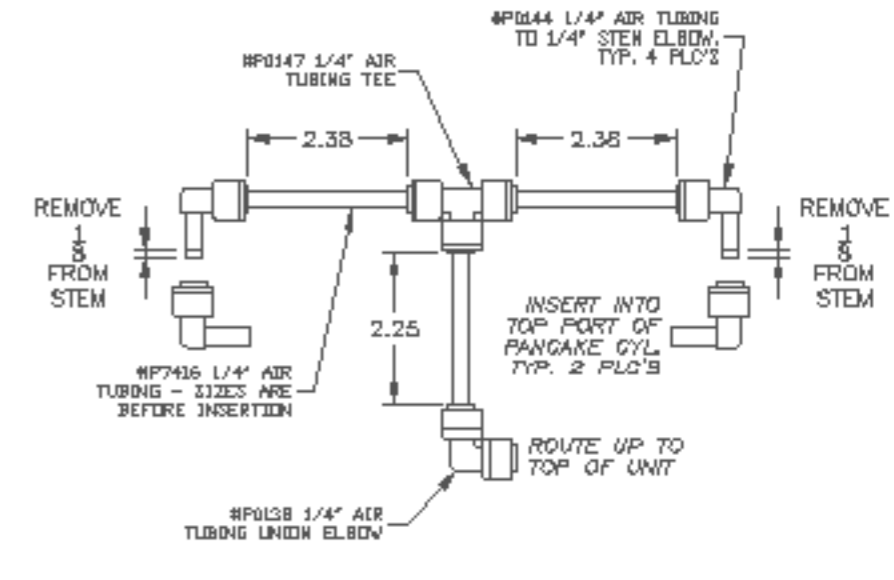 #P0144 1/4" AIR TUBING
TO 1/4" STEM ELBOW.
TYP. 4 PLC'S
#P0147 1/4" AIR
TUBING TEE
2.38
2.38
REMOVE
1
8
FROM
STEM
REMOVE
1
8
FROM
STEM
INSERT INTO
TOP PORT OF
PANCAKE CYL.
TYP. 2 PLC'S
2.25
#P7416 1/4" AIR
TUBING - SIZES ARE
BEFORE INSERTION
ROUTE UP TO
TOP OF UNIT
#P0138 1/4" AIR
TUBING UNION ELBOW